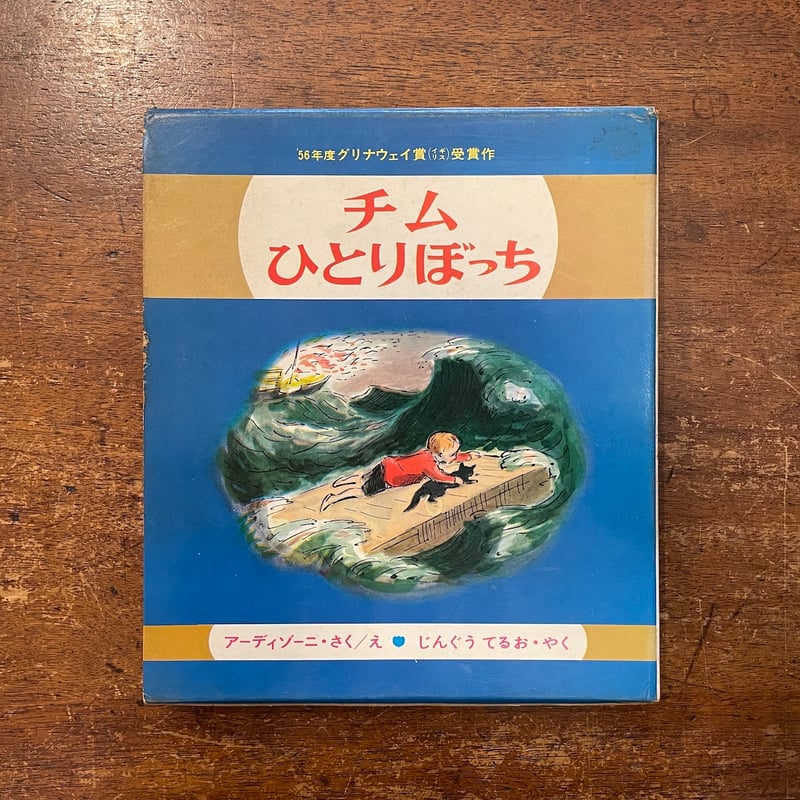 '56年度グリナウェイ賞(イギリス)受賞作
チム
ひとりぼっち
アーディゾーニ・さく/え じんぐう てるお・やく